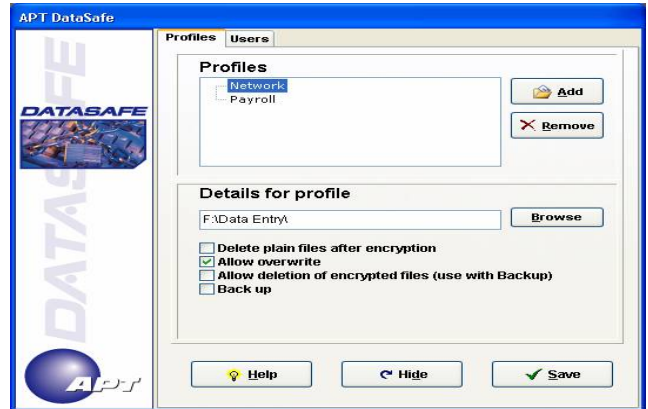 APT DataSafe
Profiles Users
DATASAFE
DATASAFE
Profiles
Network
Payroll
Add
Remove
Details for profile
F:\Data Entry\
Browse
Delete plain files after encryption
Allow overwrite
Allow deletion of encrypted files (use with Backup)
Back up
APT
Help Hide Save